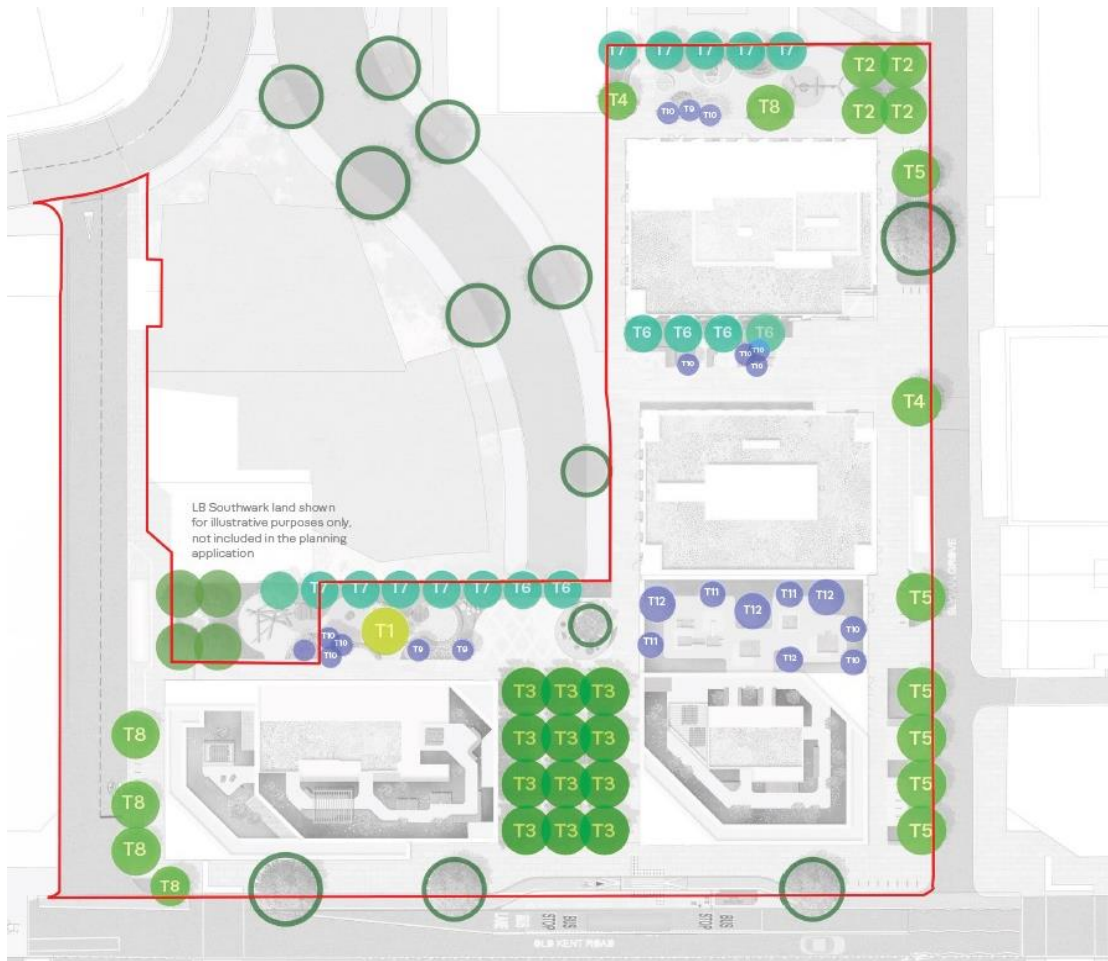 T7 T7 T7 T7 T7
T2 T2
T4
T10 T9 T10
T8
T2 T2
T5
T6 T6 T6 T6
T10
T10 T10
T10
T4
LB Southwark land shown
for illustrative purposes only,
not included in the planning
application
GROVE
T7 T7 T7 T7 T7 T6 T6
T12 T11 T12 T11 T12
T5
T1
T10
T10
T10
T9 T9
T11
T12
T10
T10
T3 T3 T3
T5
T8
T3 T3 T3
T5
T3 T3 T3
T5
T8
T3 T3 T3
T5
T8
T8
BUS
STOP
BUS
STOP
BUS
LANE
OLD KENT ROAD